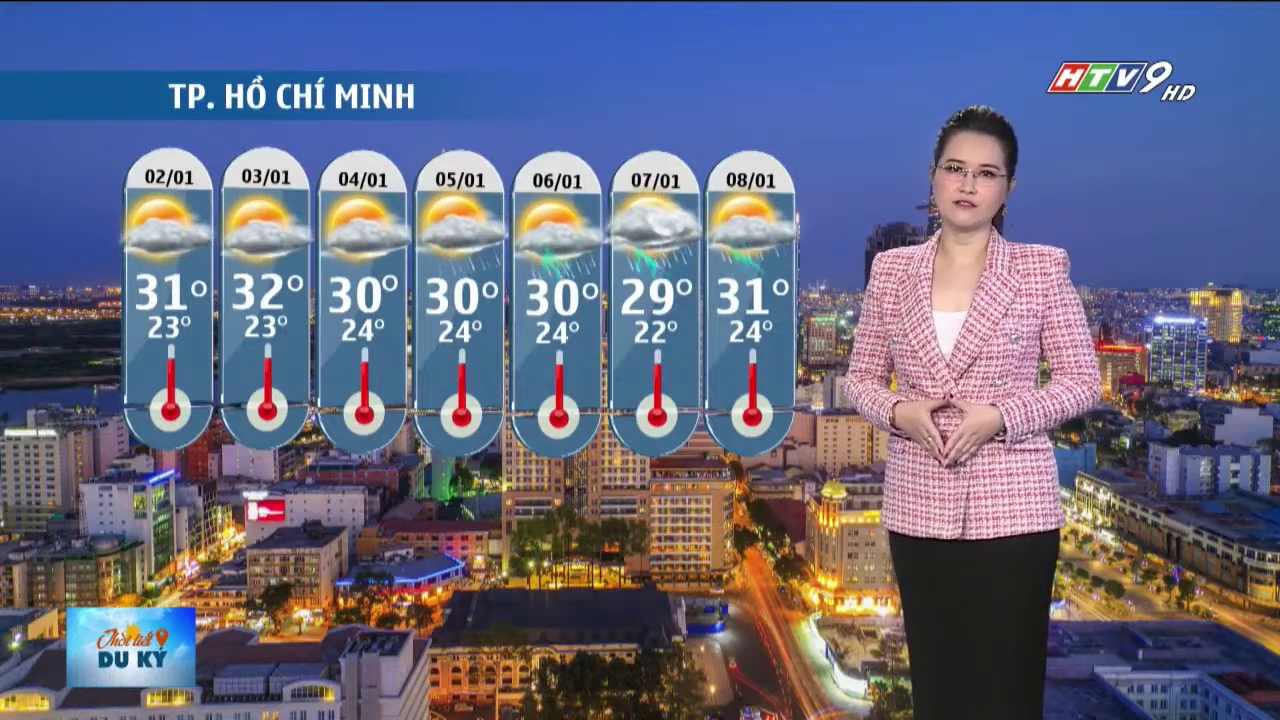 HTV9 HD
TP. HỒ CHÍ MINH
02/01 03/01 04/01 05/01 06/01 07/01 08/01
31° 32° 30° 30° 30° 29° 31°
23° 23° 24° 24° 24° 22° 24°
Thời tiết
DU KÝ